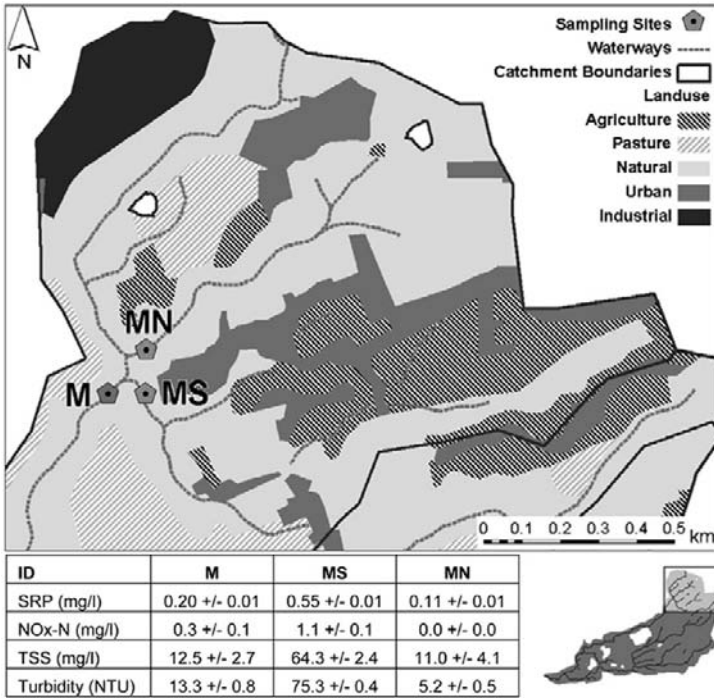 N
Sampling Sites
Waterways
Catchment Boundaries
Landuse
Agriculture
Pasture
Natural
Urban
Industrial
MN
M
MS
0 0.1 0.2 0.3 0.4 0.5
km
ID M MS MN
SRP (mg/l) 0.20 +/- 0.01 0.55 +/- 0.01 0.11 +/- 0.01
NOx-N (mg/l) 0.3 +/- 0.1 1.1 +/- 0.1 0.0 +/- 0.0
TSS (mg/l) 12.5 +/- 2.7 64.3 +/- 2.4 11.0 +/- 4.1
Turbidity (NTU) 13.3 +/- 0.8 75.3 +/- 0.4 5.2 +/- 0.5